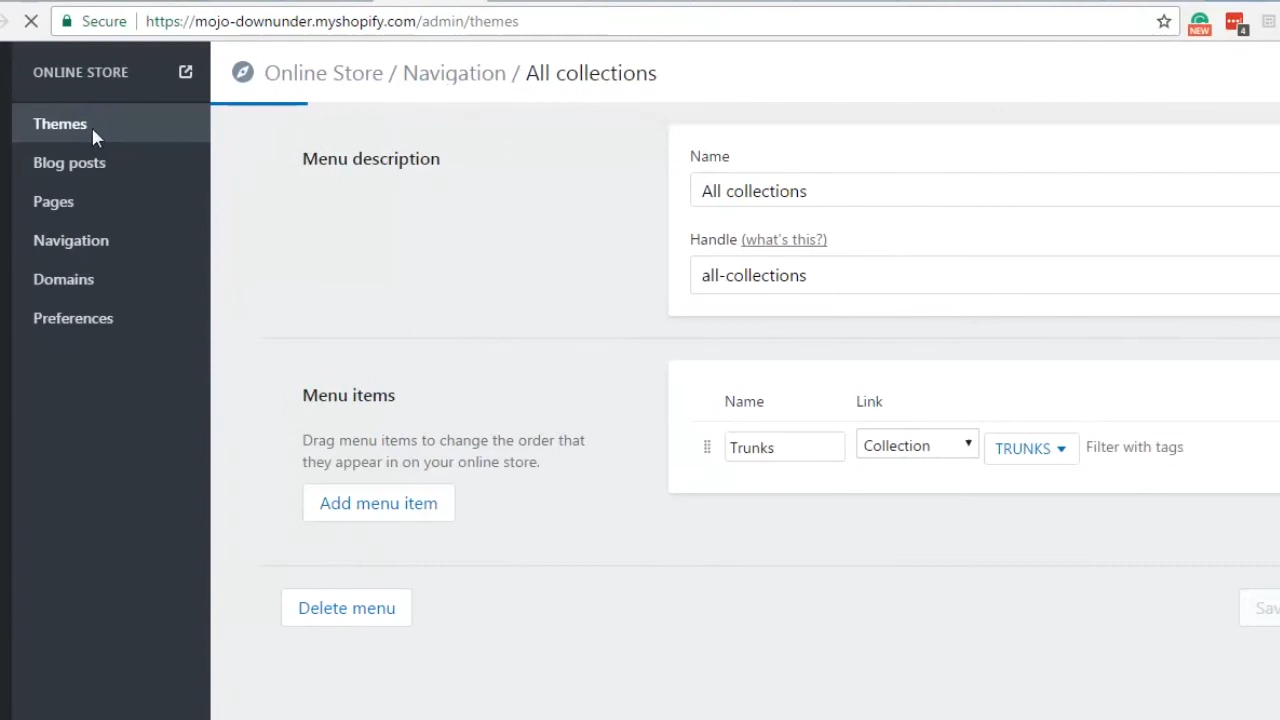 Secure https://mojo-downunder.myshopify.com/admin/themes
NEW
4
ONLINE STORE
Online Store / Navigation / All collections
Themes
Blog posts
Pages
Navigation
Domains
Preferences
Menu description
Name
All collections
Handle (what's this?)
all-collections
Menu items
Drag menu items to change the order that
they appear in on your online store.
Add menu item
Name Link
Trunks Collection TRUNKS Filter with tags
Delete menu
Sav